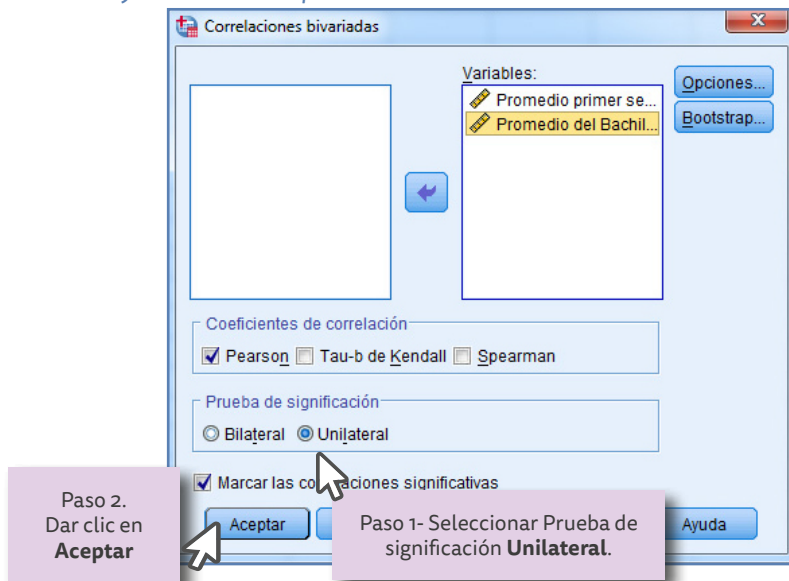 Correlaciones bivariadas
Variables:
Promedio primer se...
Promedio del Bachil...
Opciones...
Bootstrap...
Coeficientes de correlación
Pearson Tau-b de Kendall Spearman
Prueba de significación
Bilateral Unilateral
Marcar las significativas
Paso 2.
Dar clic en
Aceptar
Aceptar
Paso 1- Seleccionar Prueba de
significación Unilateral.
Ayuda